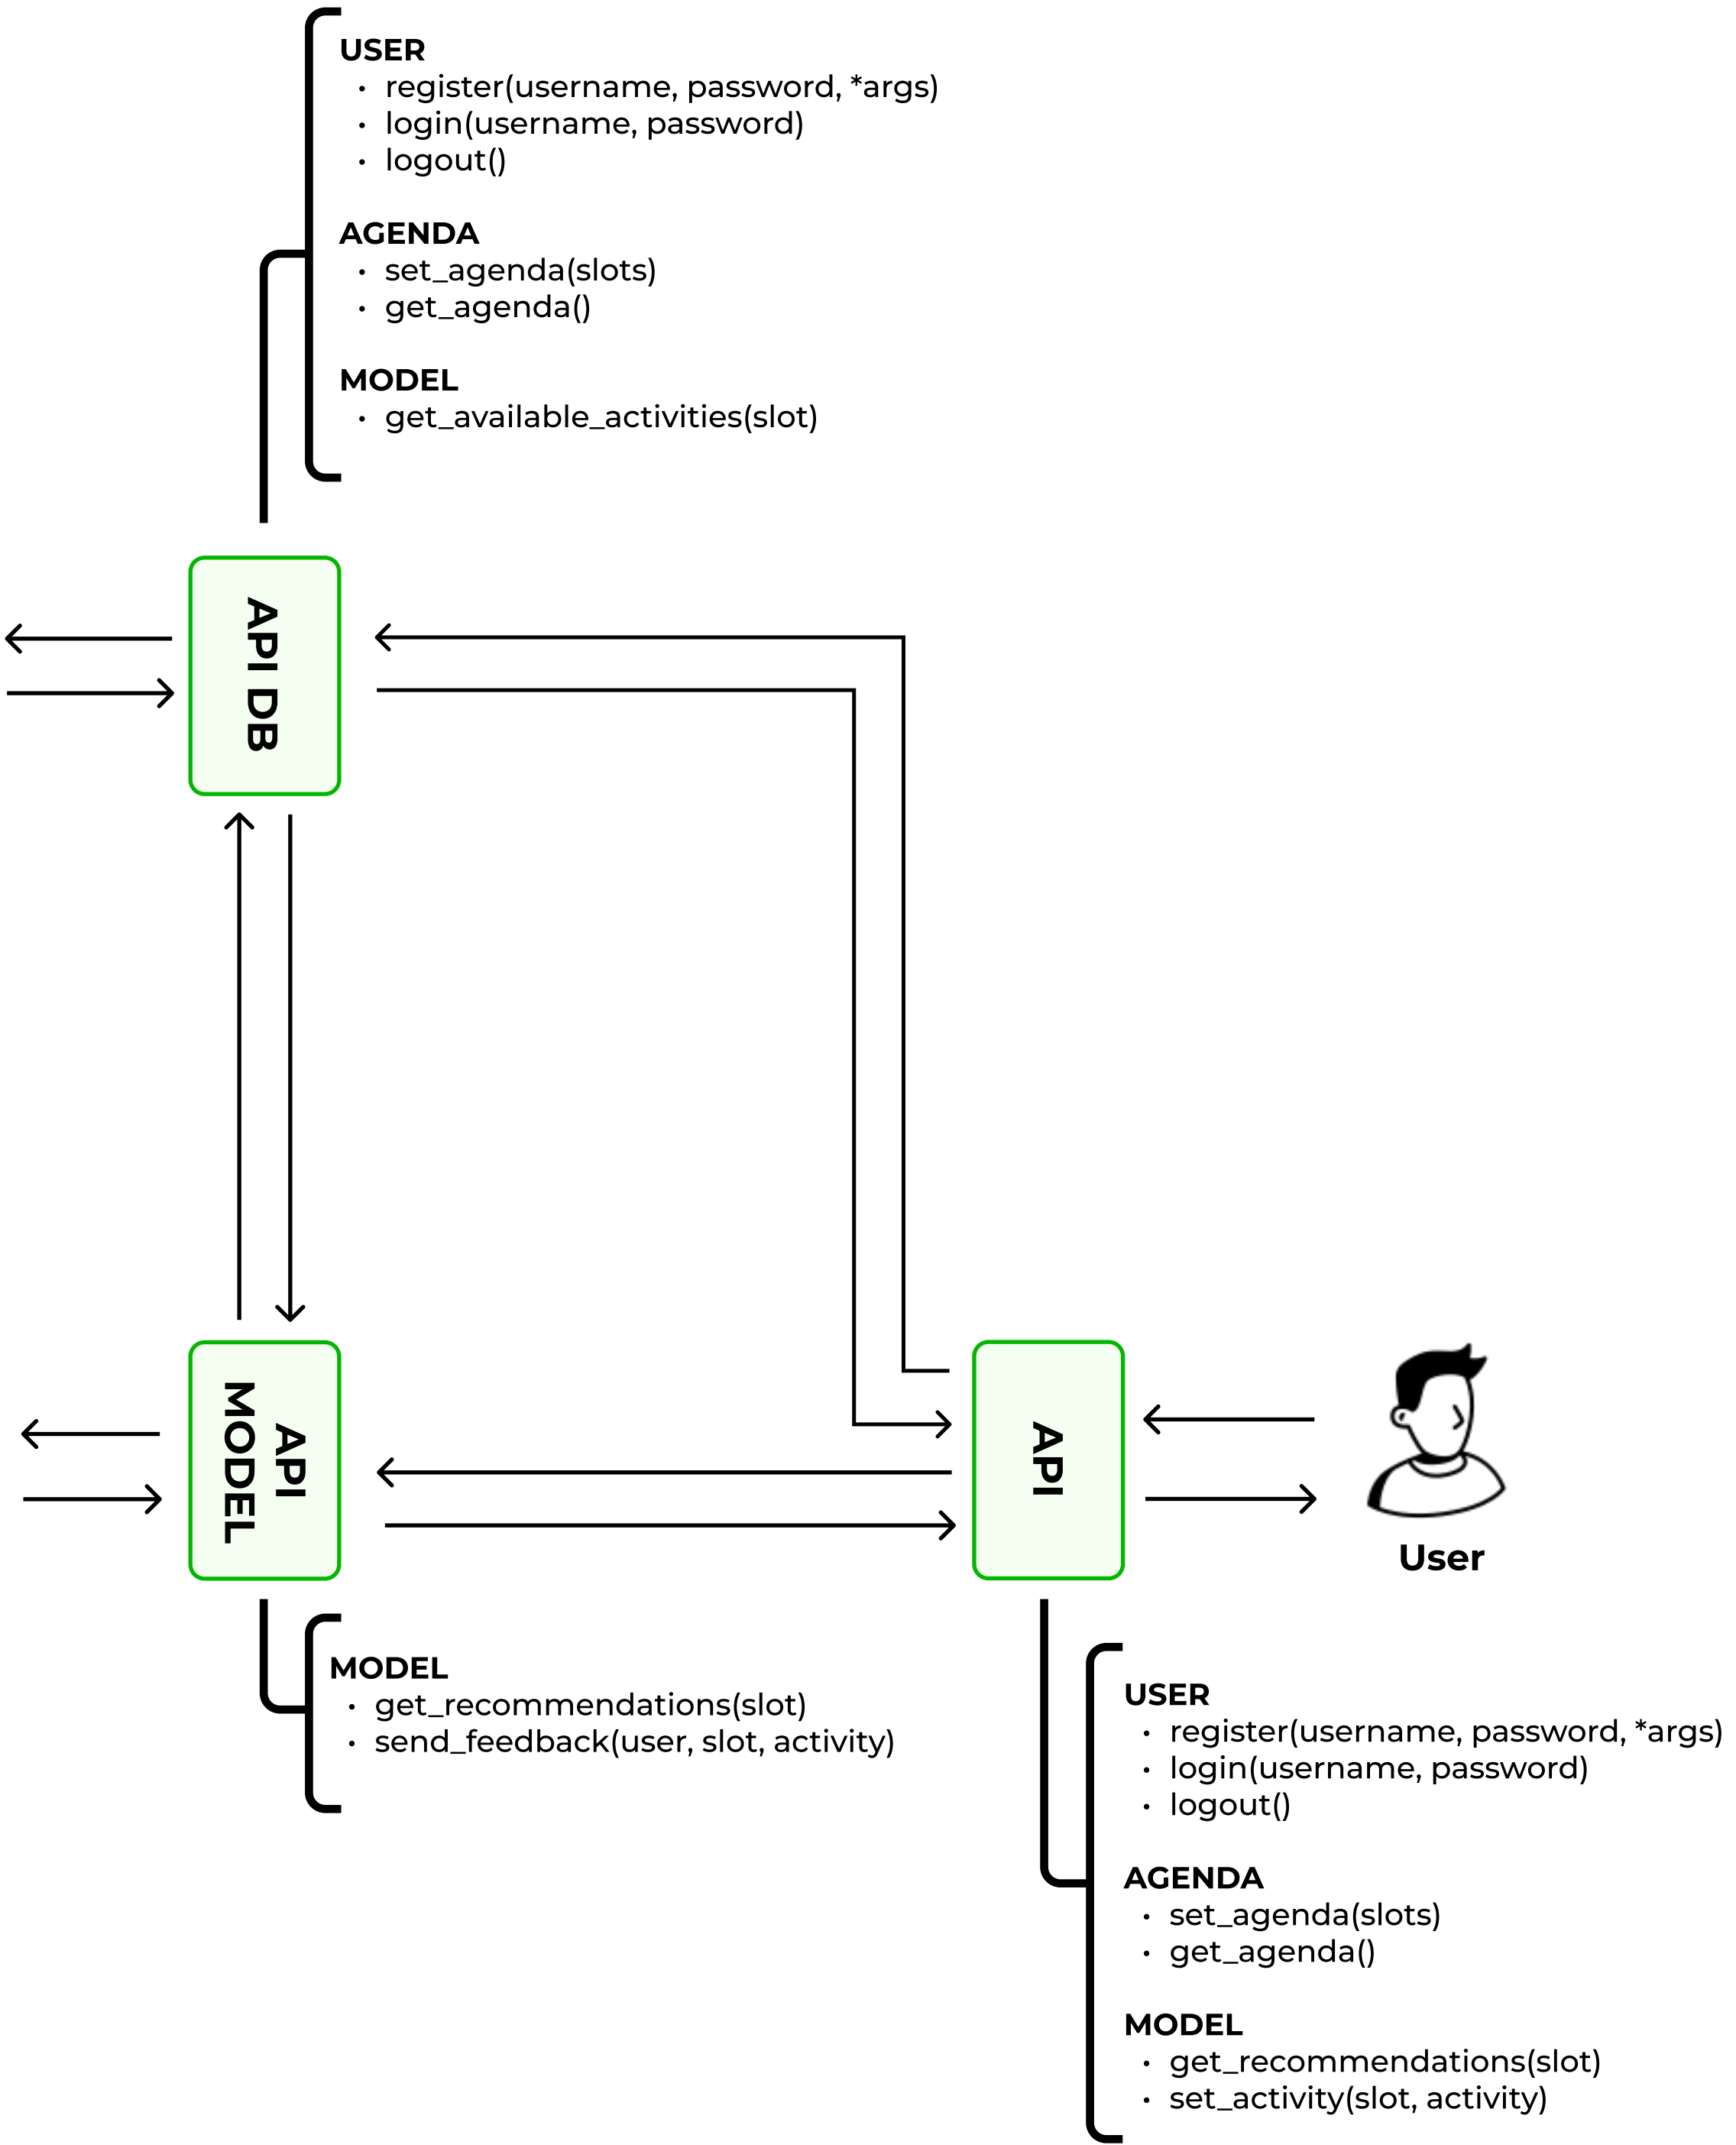 USER
• register(username, password, *args)
• login(username, password)
• logout()
AGENDA
• set_agenda(slots)
• get_agenda()
MODEL
• get_available_activities(slot)
API DB
API
MODEL
API
User
MODEL
• get_recommendations(slot)
• send_feedback(user, slot, activity)
USER
• register(username, password, *args)
• login(username, password)
• logout()
AGENDA
• set_agenda(slots)
• get_agenda()
MODEL
• get_recommendations(slot)
• set_activity(slot, activity)